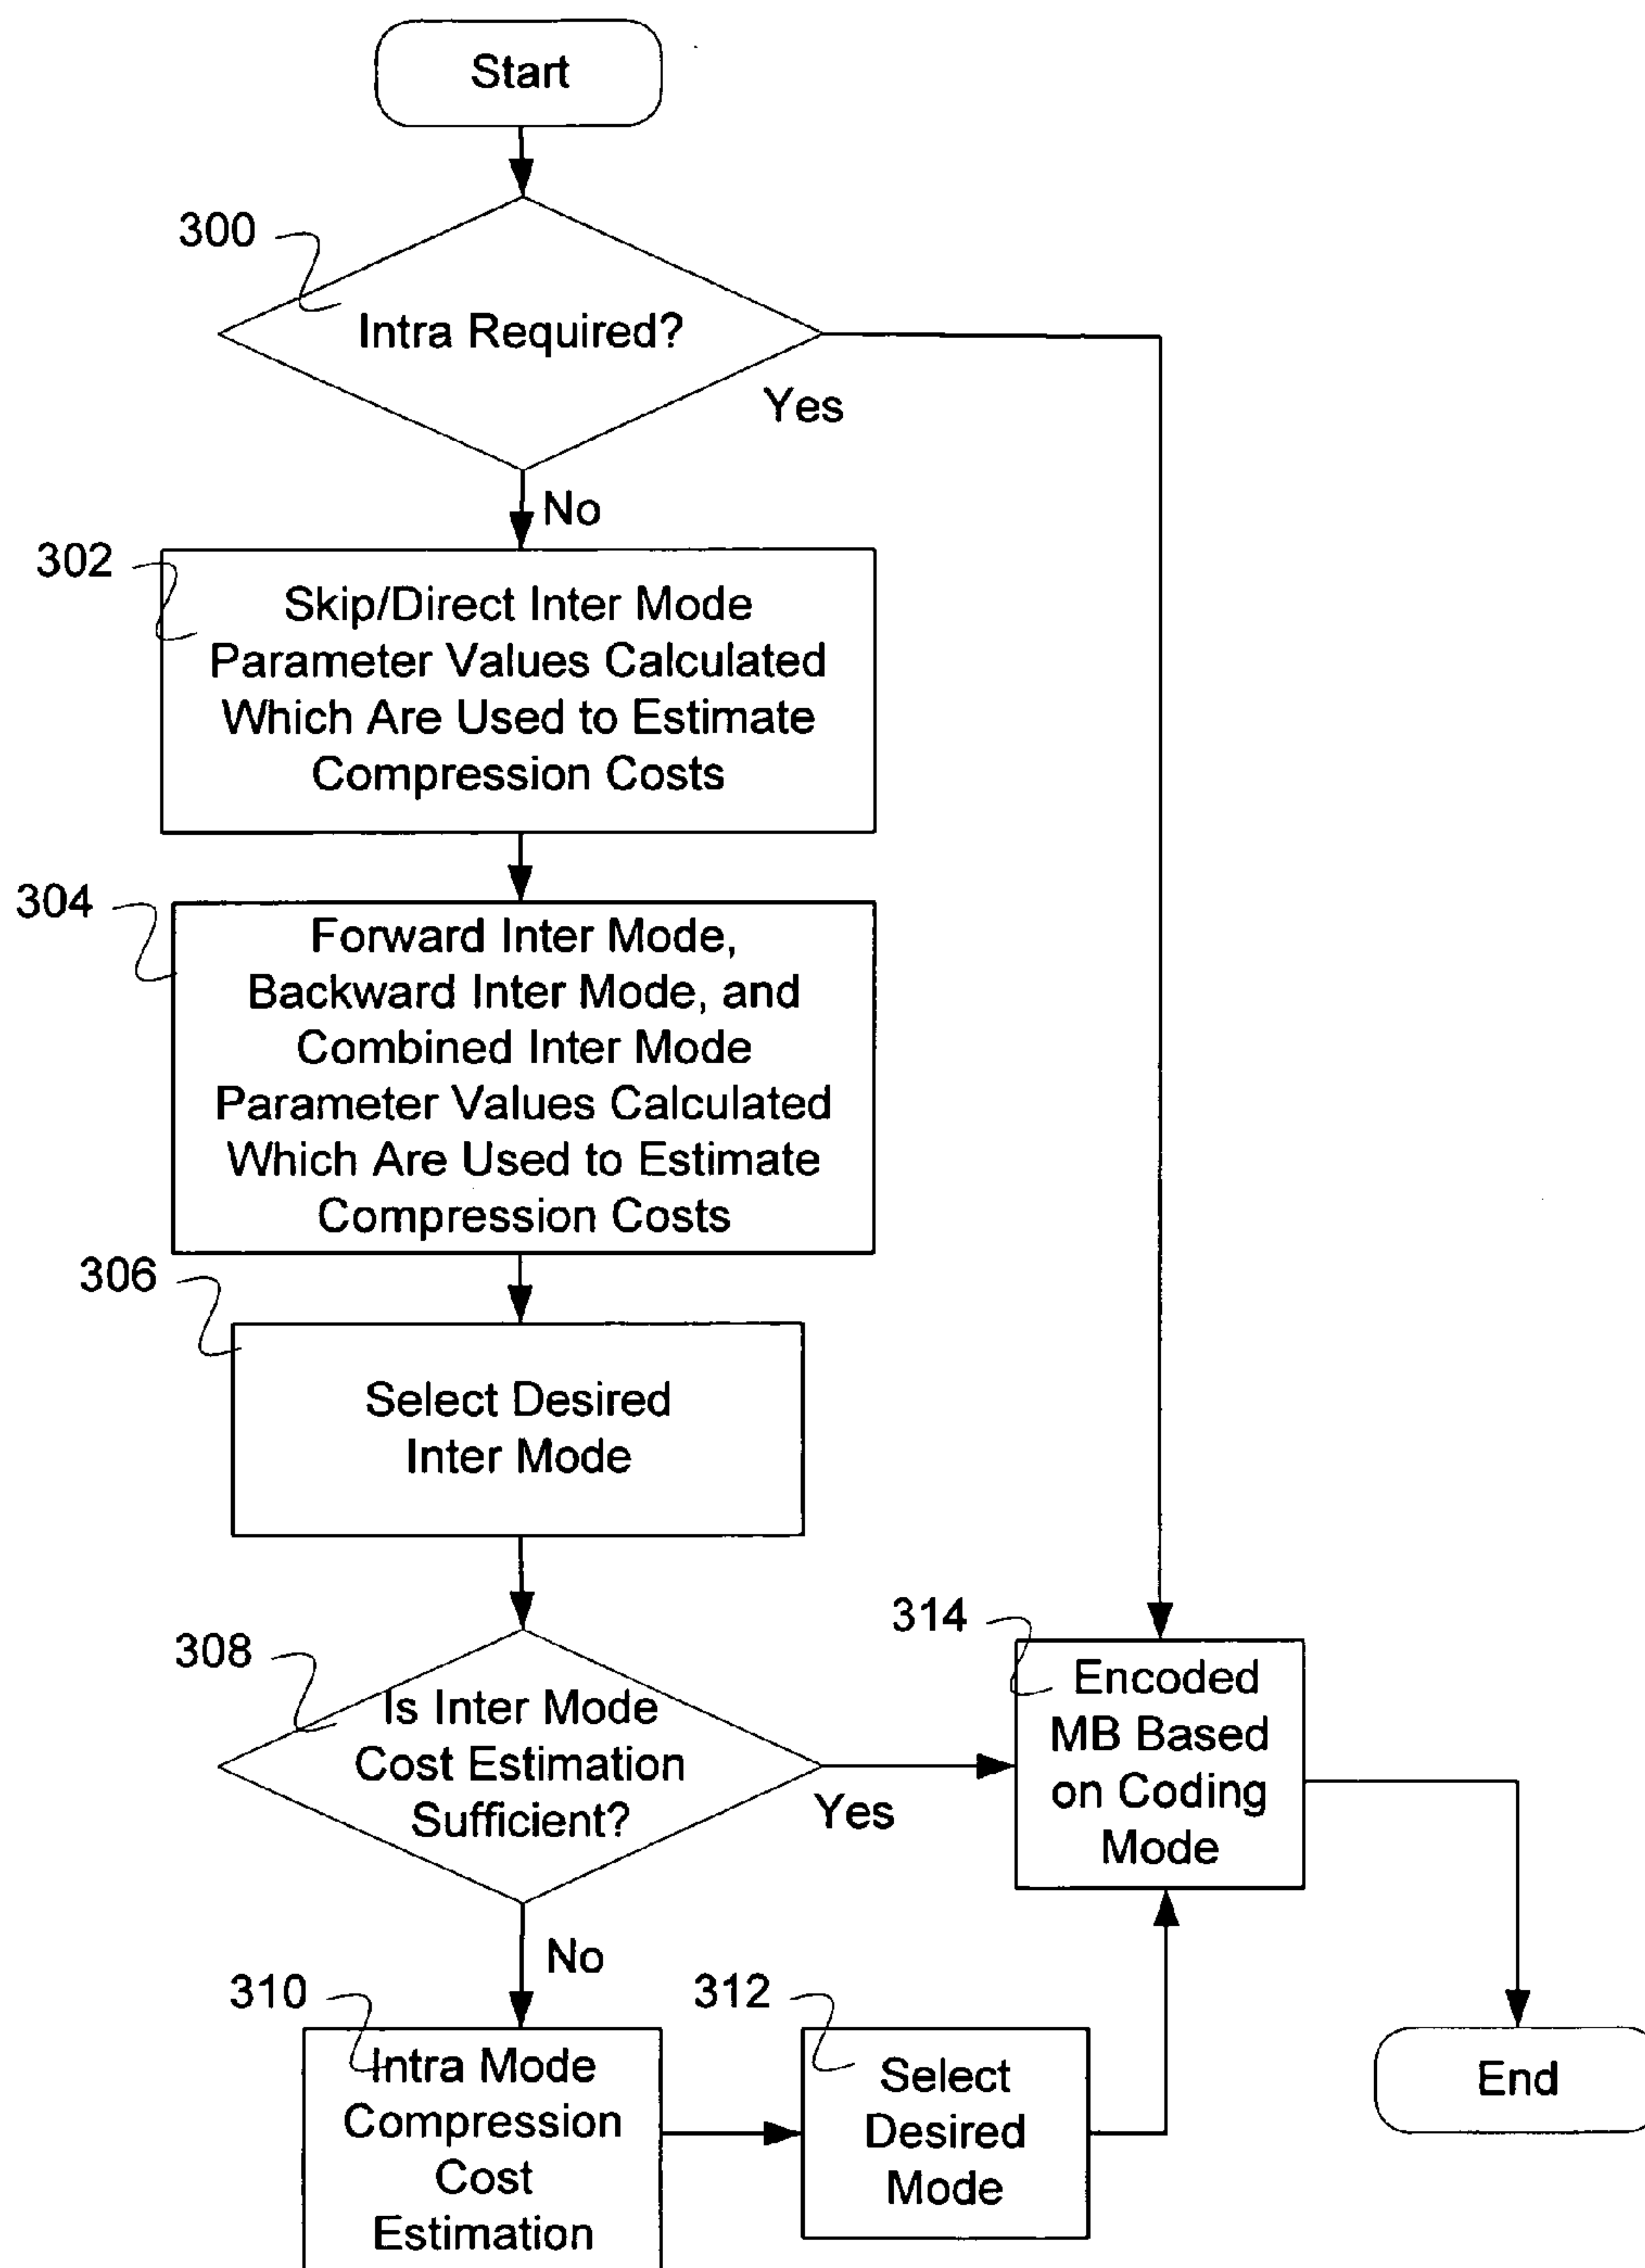 Start
300
Intra Required?
Yes
No
302
Skip/Direct Inter Mode
Parameter Values Calculated
Which Are Used to Estimate
Compression Costs
304
Forward Inter Mode,
Backward Inter Mode, and
Combined Inter Mode
Parameter Values Calculated
Which Are Used to Estimate
Compression Costs
306
Select Desired
Inter Mode
308
Is Inter Mode
Cost Estimation
Sufficient?
Yes
No
314
Encoded
MB Based
on Coding
Mode
310
Intra Mode
Compression
Cost
Estimation
312
Select
Desired
Mode
End